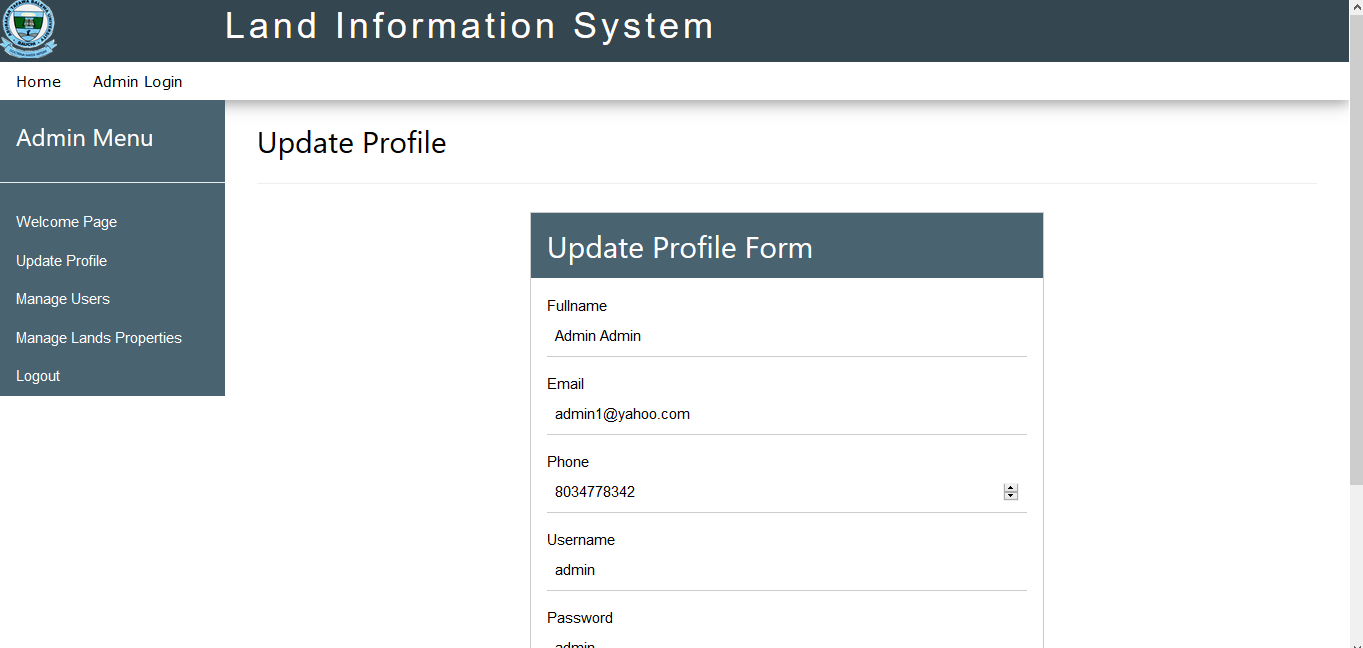 Land Information System
Home Admin Login
Admin Menu
Welcome Page
Update Profile
Manage Users
Manage Lands Properties
Logout
Update Profile
Update Profile Form
Fullname
Admin Admin
Email
admin1@yahoo.com
Phone
8034778342
Username
admin
Password
admin